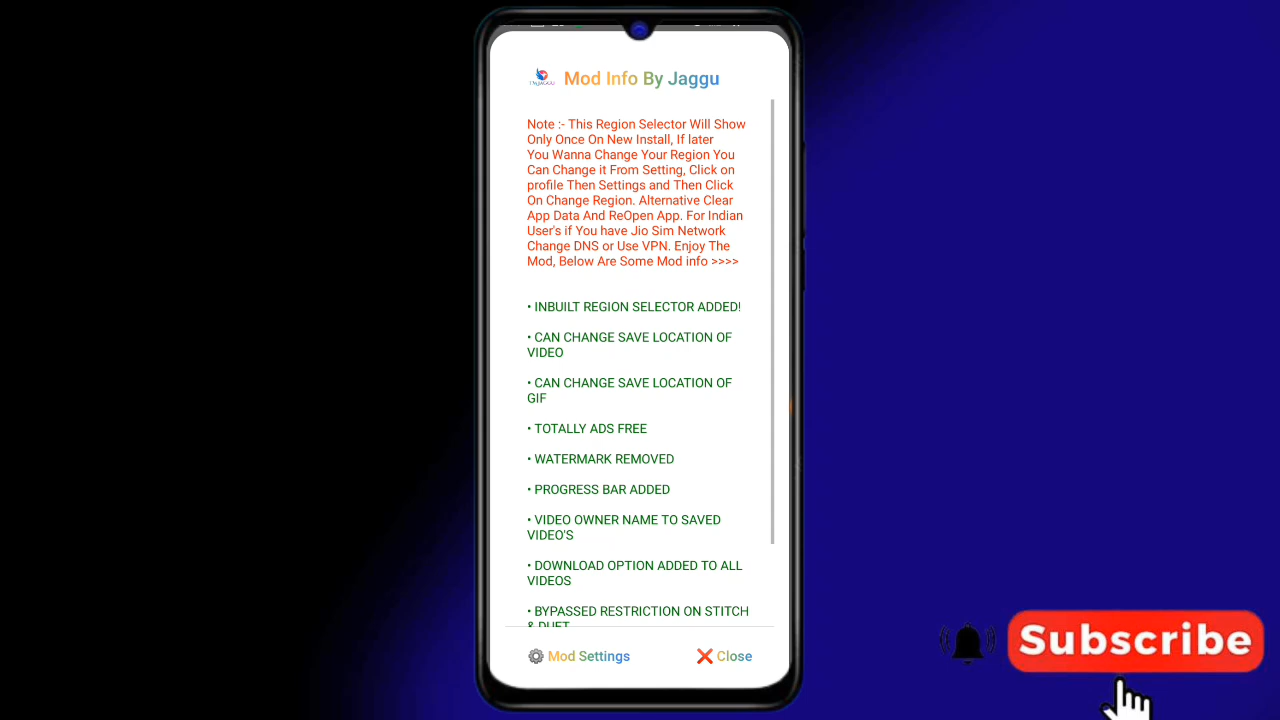 Mod Info By Jaggu
Note :- This Region Selector Will Show
Only Once On New Install, If later
You Wanna Change Your Region You
Can Change it From Setting, Click on
profile Then Settings and Then Click
On Change Region. Alternative Clear
App Data And ReOpen App. For Indian
User's if You have Jio Sim Network
Change DNS or Use VPN. Enjoy The
Mod, Below Are Some Mod info >>>>
• INBUILT REGION SELECTOR ADDED!
• CAN CHANGE SAVE LOCATION OF
VIDEO
• CAN CHANGE SAVE LOCATION OF
GIF
• TOTALLY ADS FREE
• WATERMARK REMOVED
• PROGRESS BAR ADDED
• VIDEO OWNER NAME TO SAVED
VIDEO'S
• DOWNLOAD OPTION ADDED TO ALL
VIDEOS
• BYPASSED RESTRICTION ON STITCH
& DUET
Mod Settings
Close
Subscribe